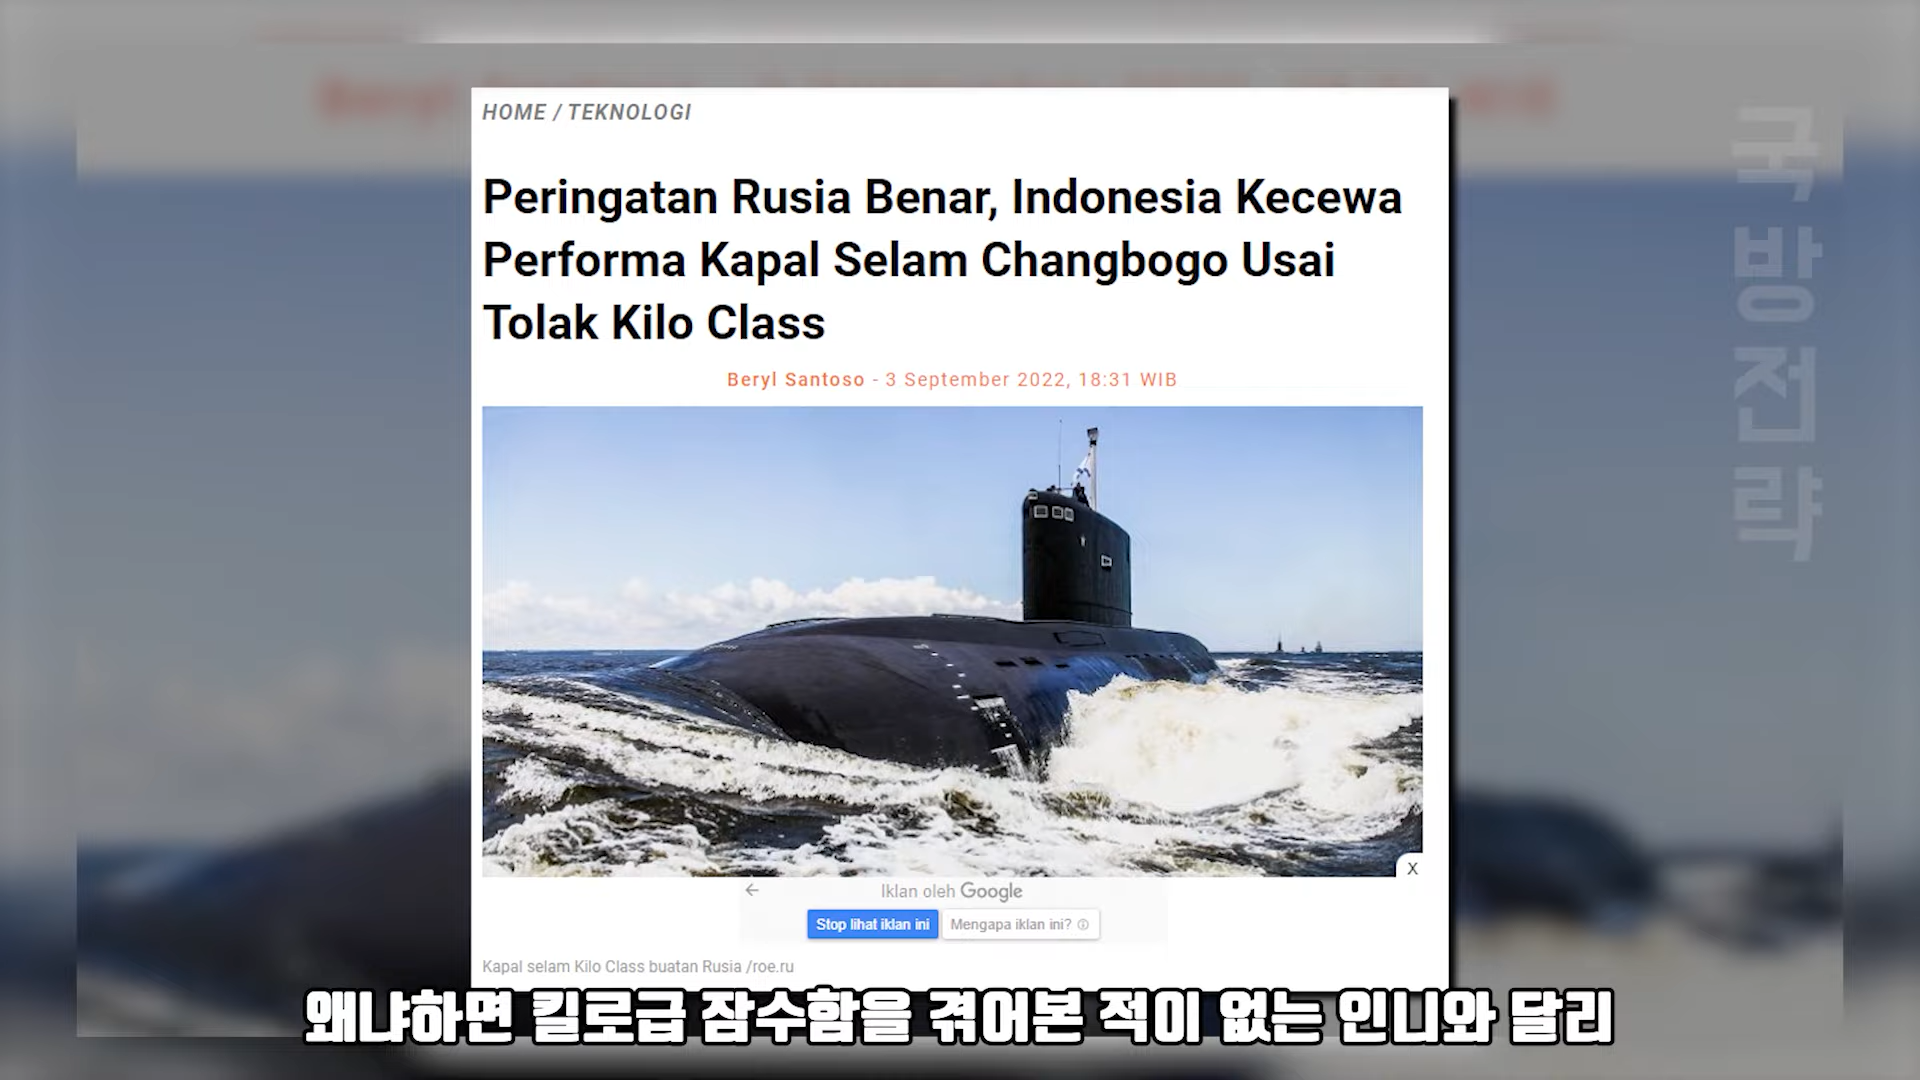 HOME / TEKNOLOGI
Peringatan Rusia Benar, Indonesia Kecewa
Performa Kapal Selam Changbogo Usai
Tolak Kilo Class
Beryl Santoso - 3 September 2022, 18:31 WIB
X
Iklan oleh Google
Stop lihat iklan ini
Mengapa iklan ini?
Kapal selam Kilo Class buatan Rusia /roe.ru
왜냐하면 킬로급 잠수함을 겪어본 적이 없는 인니와 달리
국방전략